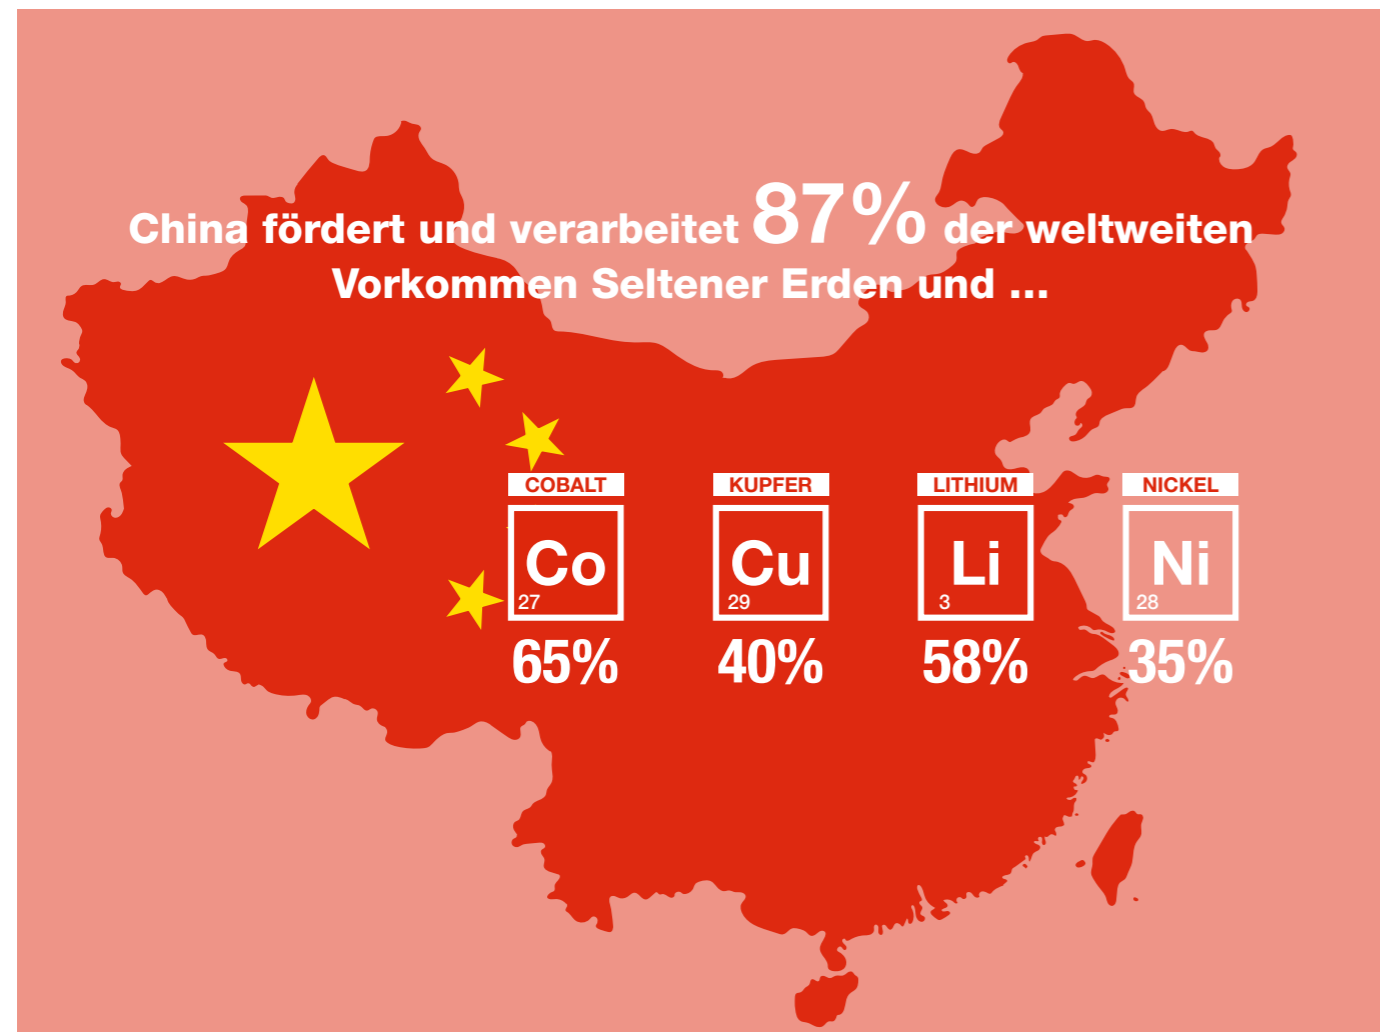 China fördert und verarbeitet 87% der weltweiten
Vorkommen Seltener Erden und ...
COBALT KUPFER LITHIUM NICKEL
Co Cu Li Ni
27 29 3 28
65% 40% 58% 35%